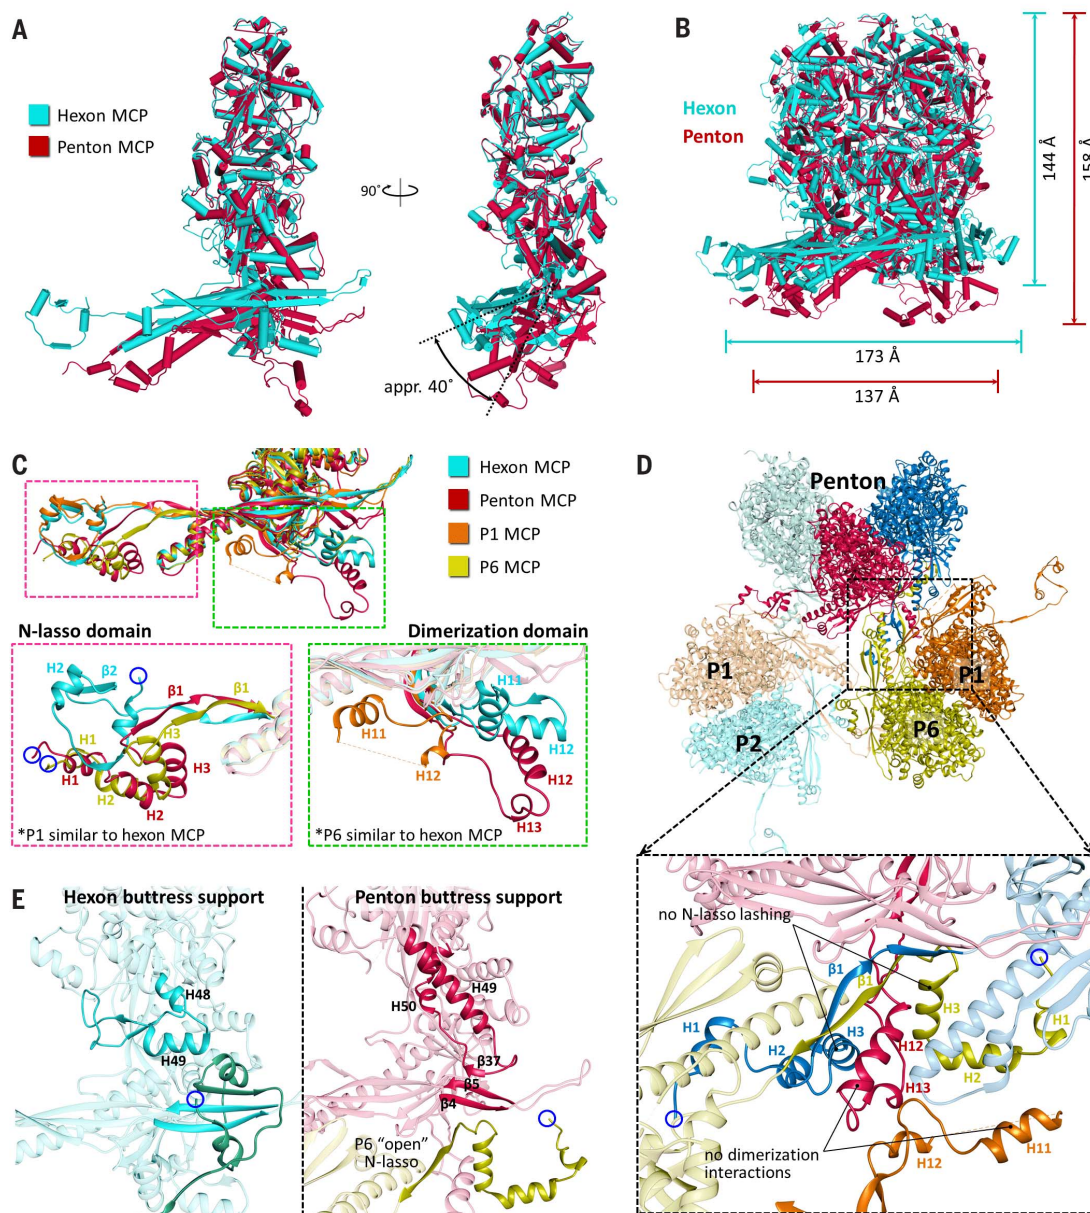 A
Hexon MCP
Penton MCP
90°
appr. 40°
B
Hexon
Penton
144 Å
158 Å
173 Å
137 Å
C
Hexon MCP
Penton MCP
P1 MCP
P6 MCP
N-lasso domain
Dimerization domain
H2
β2
β1
β1
H1
H3
H1
H2
H3
H2
*P1 similar to hexon MCP
H11
H11
H12
H12
H12
H13
*P6 similar to hexon MCP
D
Penton
P1
P1
P6
P2
no N-lasso lashing
β1
β1
H1
H2
H3
H3
H12
H13
H1
H2
no dimerization
interactions
H12
H11
E
Hexon buttress support
H48
H49
Penton buttress support
H50
H49
β37
β5
β4
P6 “open”
N-lasso